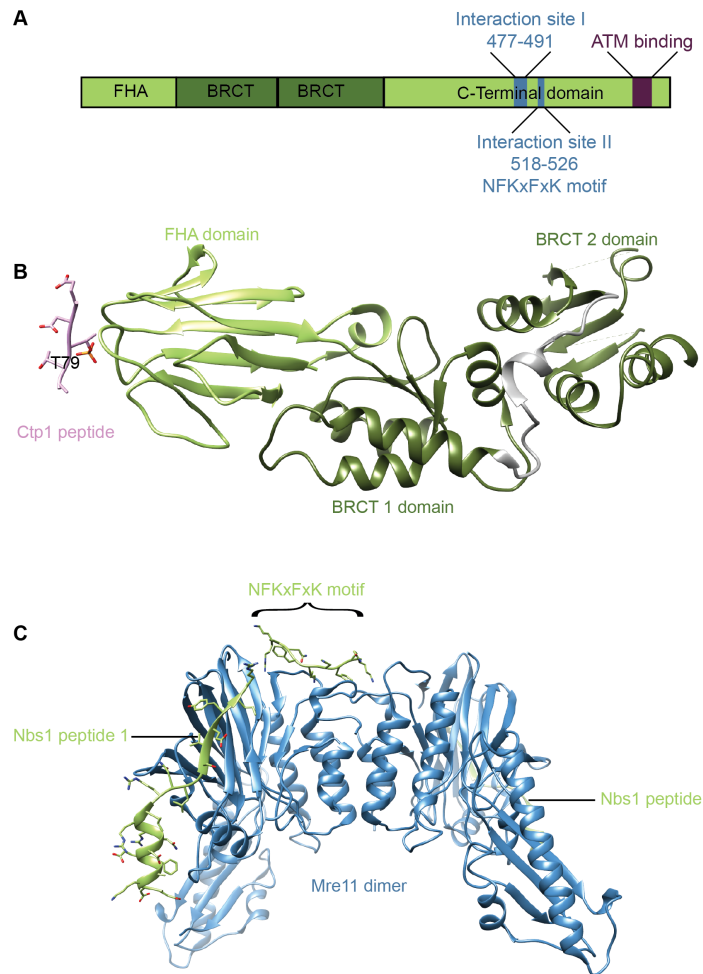 A
Interaction site I
477-491
ATM binding
FHA
BRCT
BRCT
C-Terminal domain
Interaction site II
518-526
NFKxFxK motif
B
FHA domain
BRCT 2 domain
T79
Ctp1 peptide
BRCT 1 domain
C
NFKxFxK motif
Nbs1 peptide 1
Nbs1 peptide
Mre11 dimer